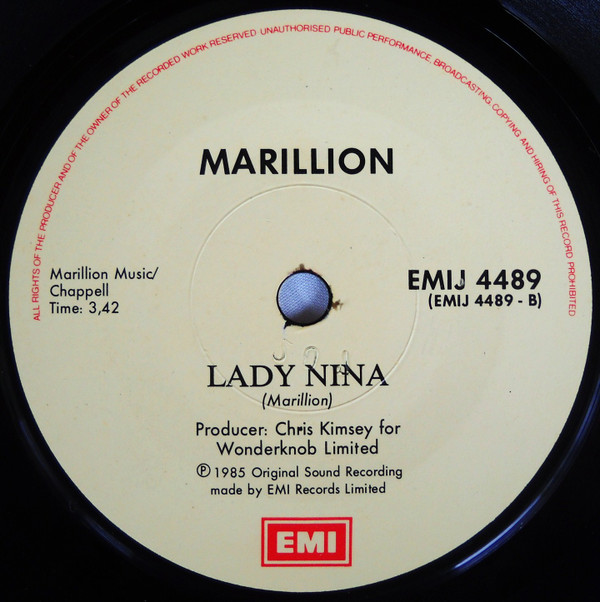 ALL RIGHTS OF THE PRODUCER AND OF THE OWNER OF THE RECORDED WORK RESERVED UNAUTHORISED PUBLIC PERFORMANCE, BROADCASTING, COPYING AND HIRING OF THIS RECORD PROHIBITED
MARILLION
Marillion Music/
Chappell
Time: 3,42
EMIJ 4489
(EMIJ 4489 - B)
LADY NINA
(Marillion)
Producer: Chris Kimsey for
Wonderknob Limited
Ⓟ 1985 Original Sound Recording
made by EMI Records Limited
EMI